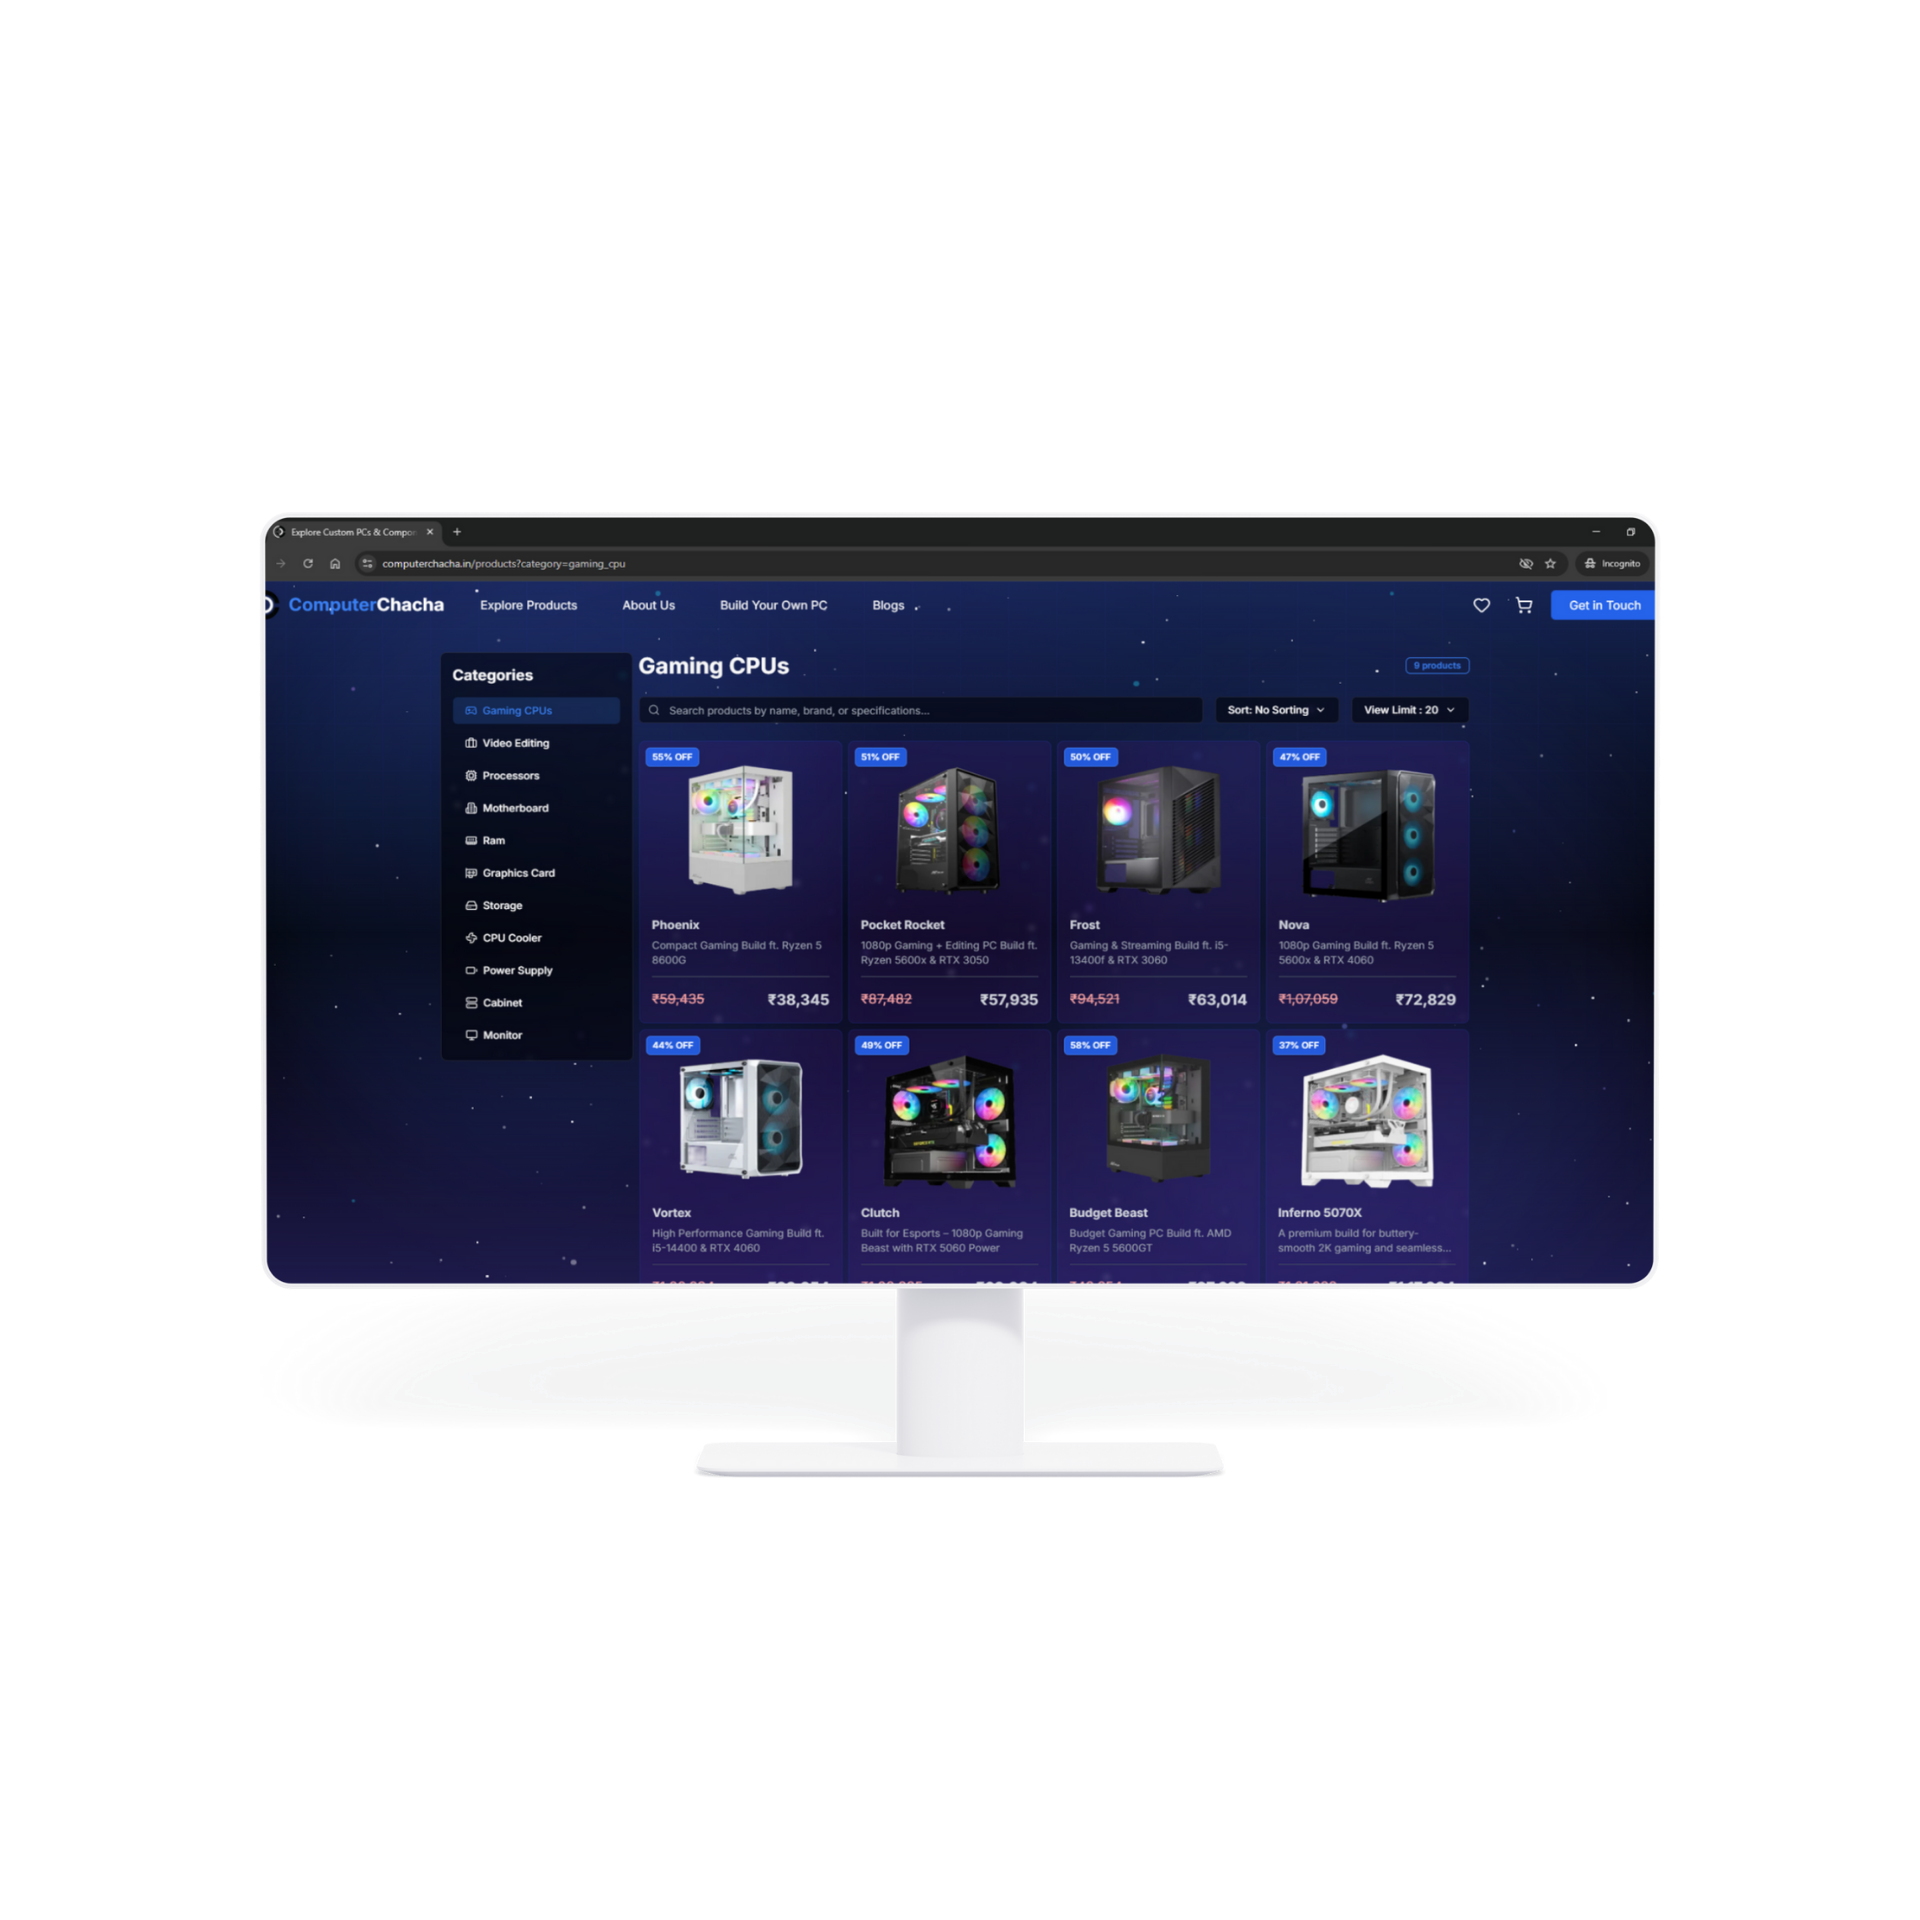 Explore Custom PCs & Compon
computerchacha.in/products?category=gaming_cpu
Incognito
ComputerChacha
Explore Products
About Us
Build Your Own PC
Blogs
Get in Touch
Categories
Gaming CPUs
Video Editing
Processors
Motherboard
Ram
Graphics Card
Storage
CPU Cooler
Power Supply
Cabinet
Monitor
Gaming CPUs
9 products
Search products by name, brand, or specifications...
Sort: No Sorting
View Limit : 20
55% OFF
Phoenix
Compact Gaming Build ft. Ryzen 5
8600G
₹59,435
₹38,345
51% OFF
Pocket Rocket
1080p Gaming + Editing PC Build ft.
Ryzen 5600x & RTX 3050
₹87,482
₹57,935
50% OFF
Frost
Gaming & Streaming Build ft. i5-
13400f & RTX 3060
₹94,521
₹63,014
47% OFF
Nova
1080p Gaming Build ft. Ryzen 5
5600x & RTX 4060
₹1,07,059
₹72,829
44% OFF
Vortex
High Performance Gaming Build ft.
i5-14400 & RTX 4060
49% OFF
Clutch
Built for Esports – 1080p Gaming
Beast with RTX 5060 Power
58% OFF
Budget Beast
Budget Gaming PC Build ft. AMD
Ryzen 5 5600GT
37% OFF
Inferno 5070X
A premium build for buttery-
smooth 2K gaming and seamless...